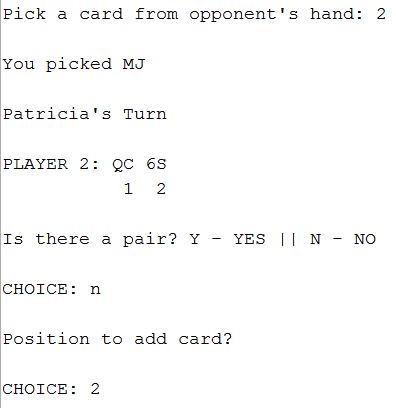 Pick a card from opponent's hand: 2
You picked MJ
Patricia's Turn
PLAYER 2: QC 6S
1 2
Is there a pair? Y - YES || N - NO
CHOICE: n
Position to add card?
CHOICE: 2